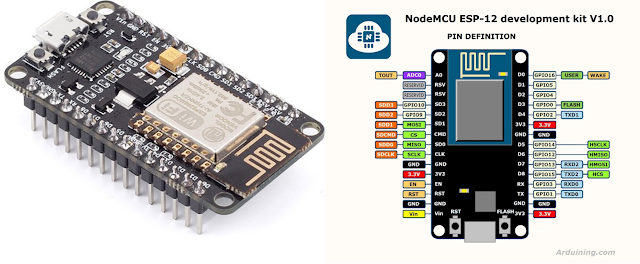 NodeMCU ESP-12 development kit V1.0
PIN DEFINITION
TOUT ADC0 A0 D0 GPIO16 USER WAKE
RESERVED RSV D1 GPIO5
RESERVED RSV D2 GPIO4
SDD3 GPIO10 SD3 D3 GPIO0 FLASH
SDD2 GPIO9 SD2 D4 GPIO2 TXD1
SDD1 MOSI SD1 3V3 3.3V
SDCMD CS CMD GND GND
SDD0 MISO SD0 D5 GPIO14 HSCLK
SDCLK SCLK CLK D6 GPIO12 HMISO
GND GND D7 GPIO13 RXD2 HMOSI
3.3V 3V3 D8 GPIO15 TXD2 HCS
EN EN RX GPIO3 RXD0
RST RST TX GPIO1 TXD0
GND GND GND GND
Vin Vin 3V3 3.3V
RST FLASH
Arduining.com